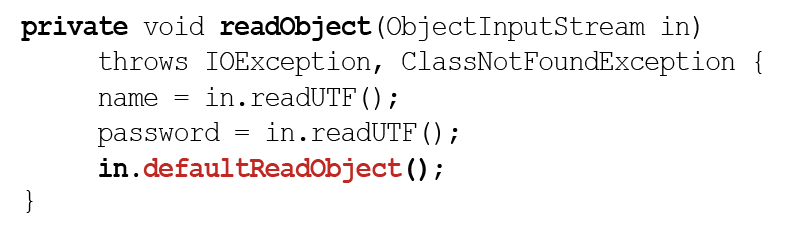 private void readObject(ObjectInputStream in)
throws IOException, ClassNotFoundException {
name = in.readUTF();
password = in.readUTF();
in.defaultReadObject();
}